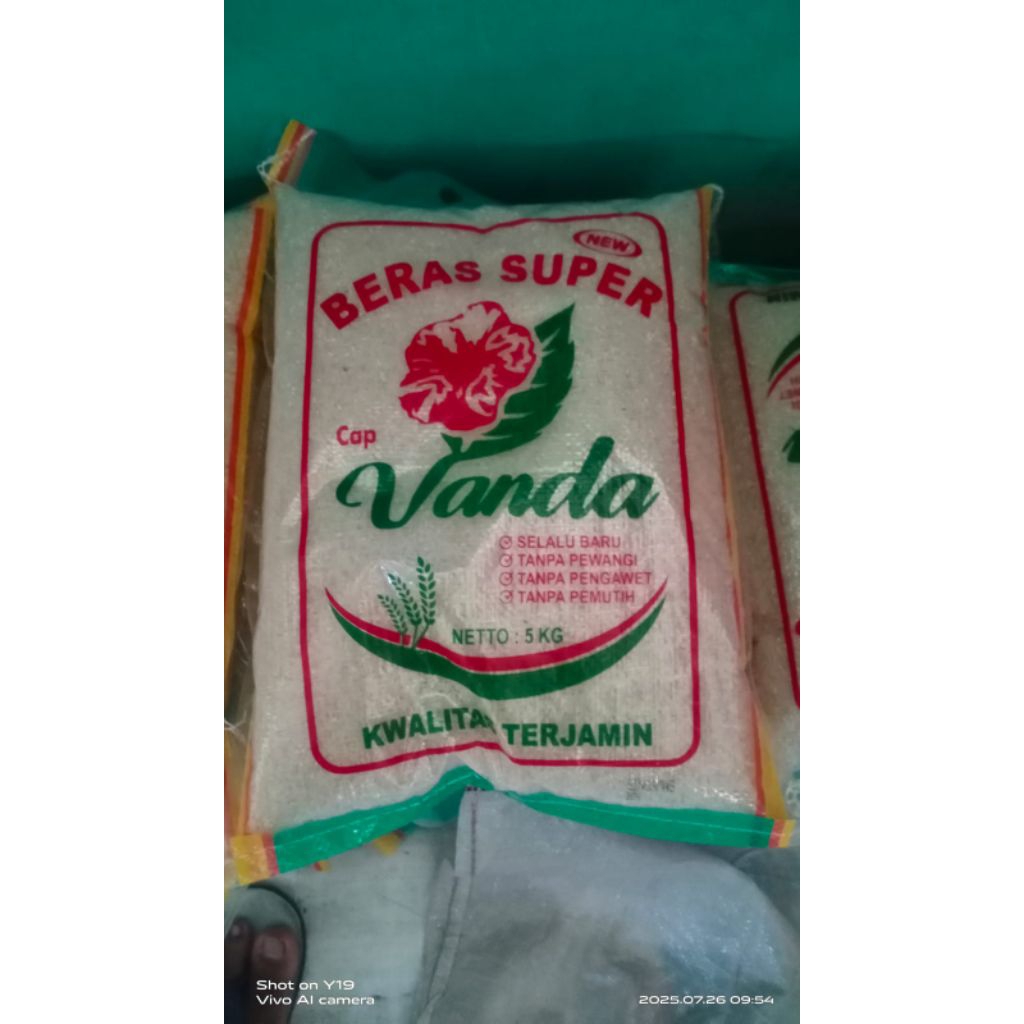 NEW
BERAS SUPER
Cap
Vanda
SELALU BARU
TANPA PEWANGI
TANPA PENGAWET
TANPA PEMUTIH
NETTO : 5 KG
KWALITAS TERJAMIN
Shot on Y19
Vivo AI camera
2025.07.26 09:54